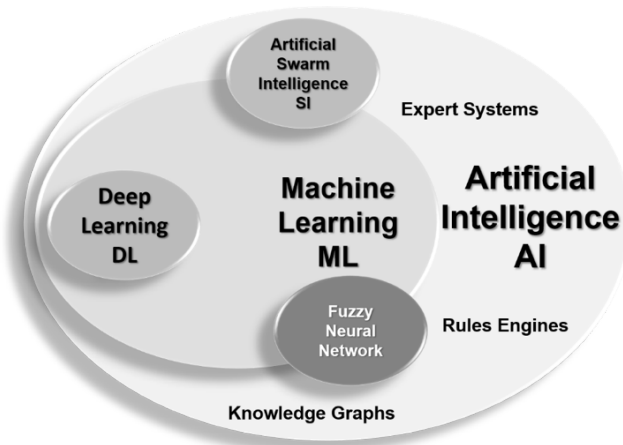 Artificial
Swarm
Intelligence
SI
Expert Systems
Deep
Learning
DL
Machine
Learning
ML
Artificial
Intelligence
AI
Fuzzy
Neural
Network
Rules Engines
Knowledge Graphs